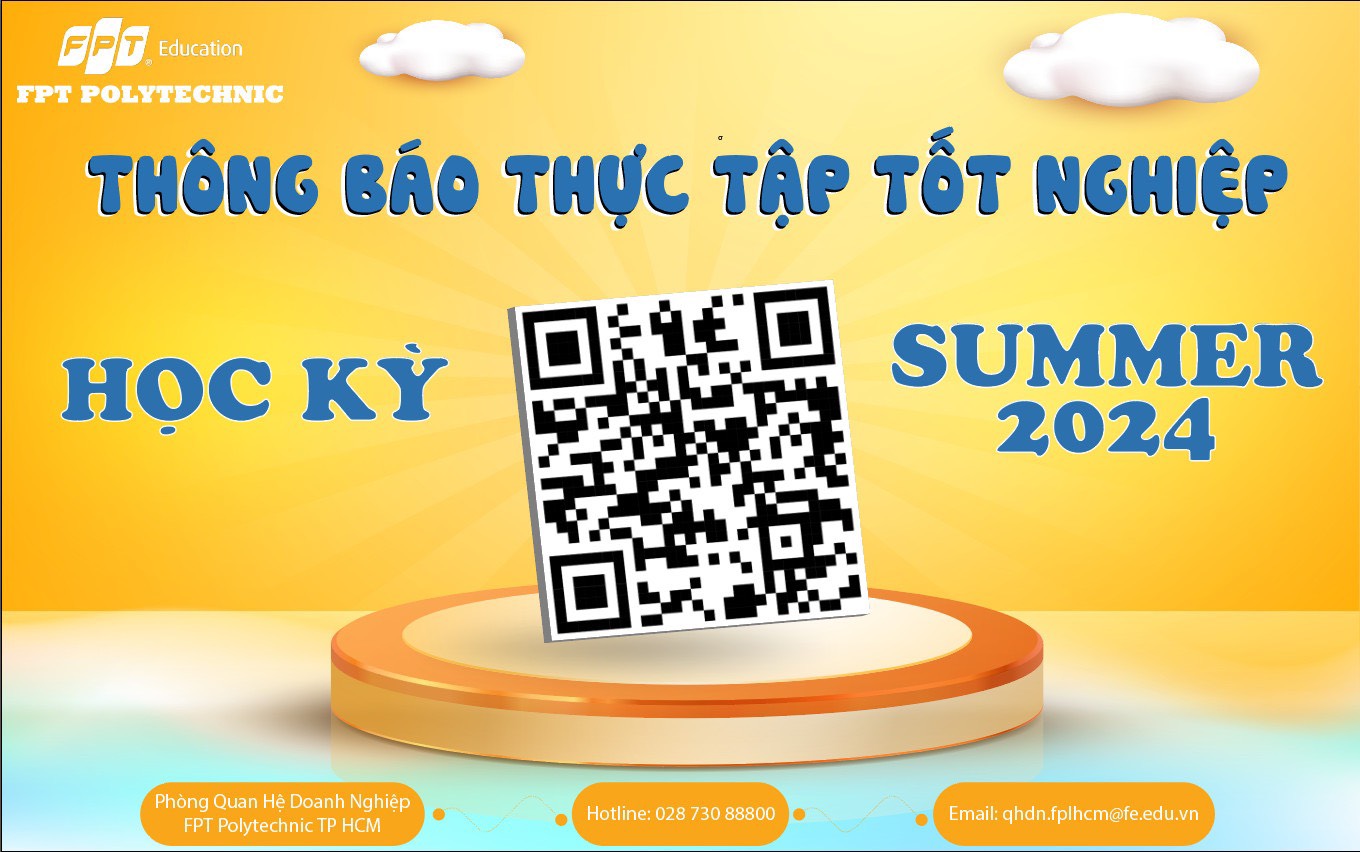 FPT Education
FPT POLYTECHNIC
THÔNG BÁO THỰC TẬP TỐT NGHIỆP
HỌC KỲ
SUMMER
2024
Phòng Quan Hệ Doanh Nghiệp
FPT Polytechnic TP HCM
Hotline: 028 730 88800
Email: qhdn.fplhcm@fe.edu.vn